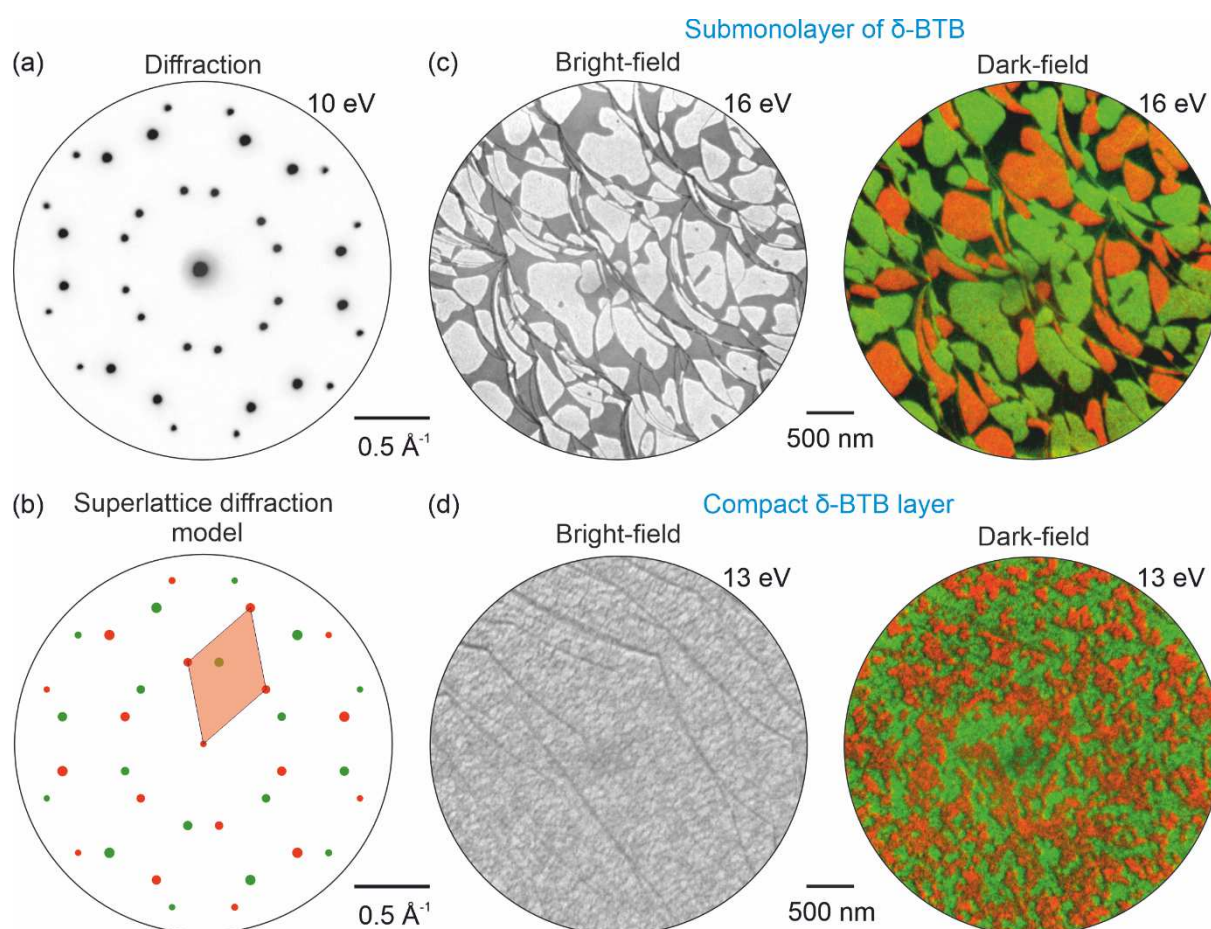 (a)
Diffraction
10 eV
0.5 Å-1
(b) Superlattice diffraction
model
0.5 Å-1
Submonolayer of δ-BTB
(c)
Bright-field
16 eV
Dark-field
16 eV
500 nm
Compact δ-BTB layer
(d)
Bright-field
13 eV
Dark-field
13 eV
500 nm